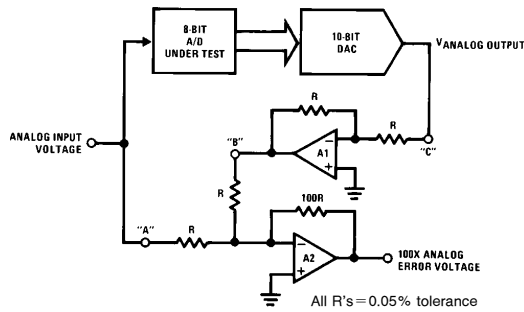 8-BIT
A/D
UNDER TEST
10-BIT
DAC
VANALOG OUTPUT
R
"B"
A1
−
+
R
"C"
ANALOG INPUT
VOLTAGE
R
100R
"A"
R
−
+
A2
100X ANALOG
ERROR VOLTAGE
All R's=0.05% tolerance